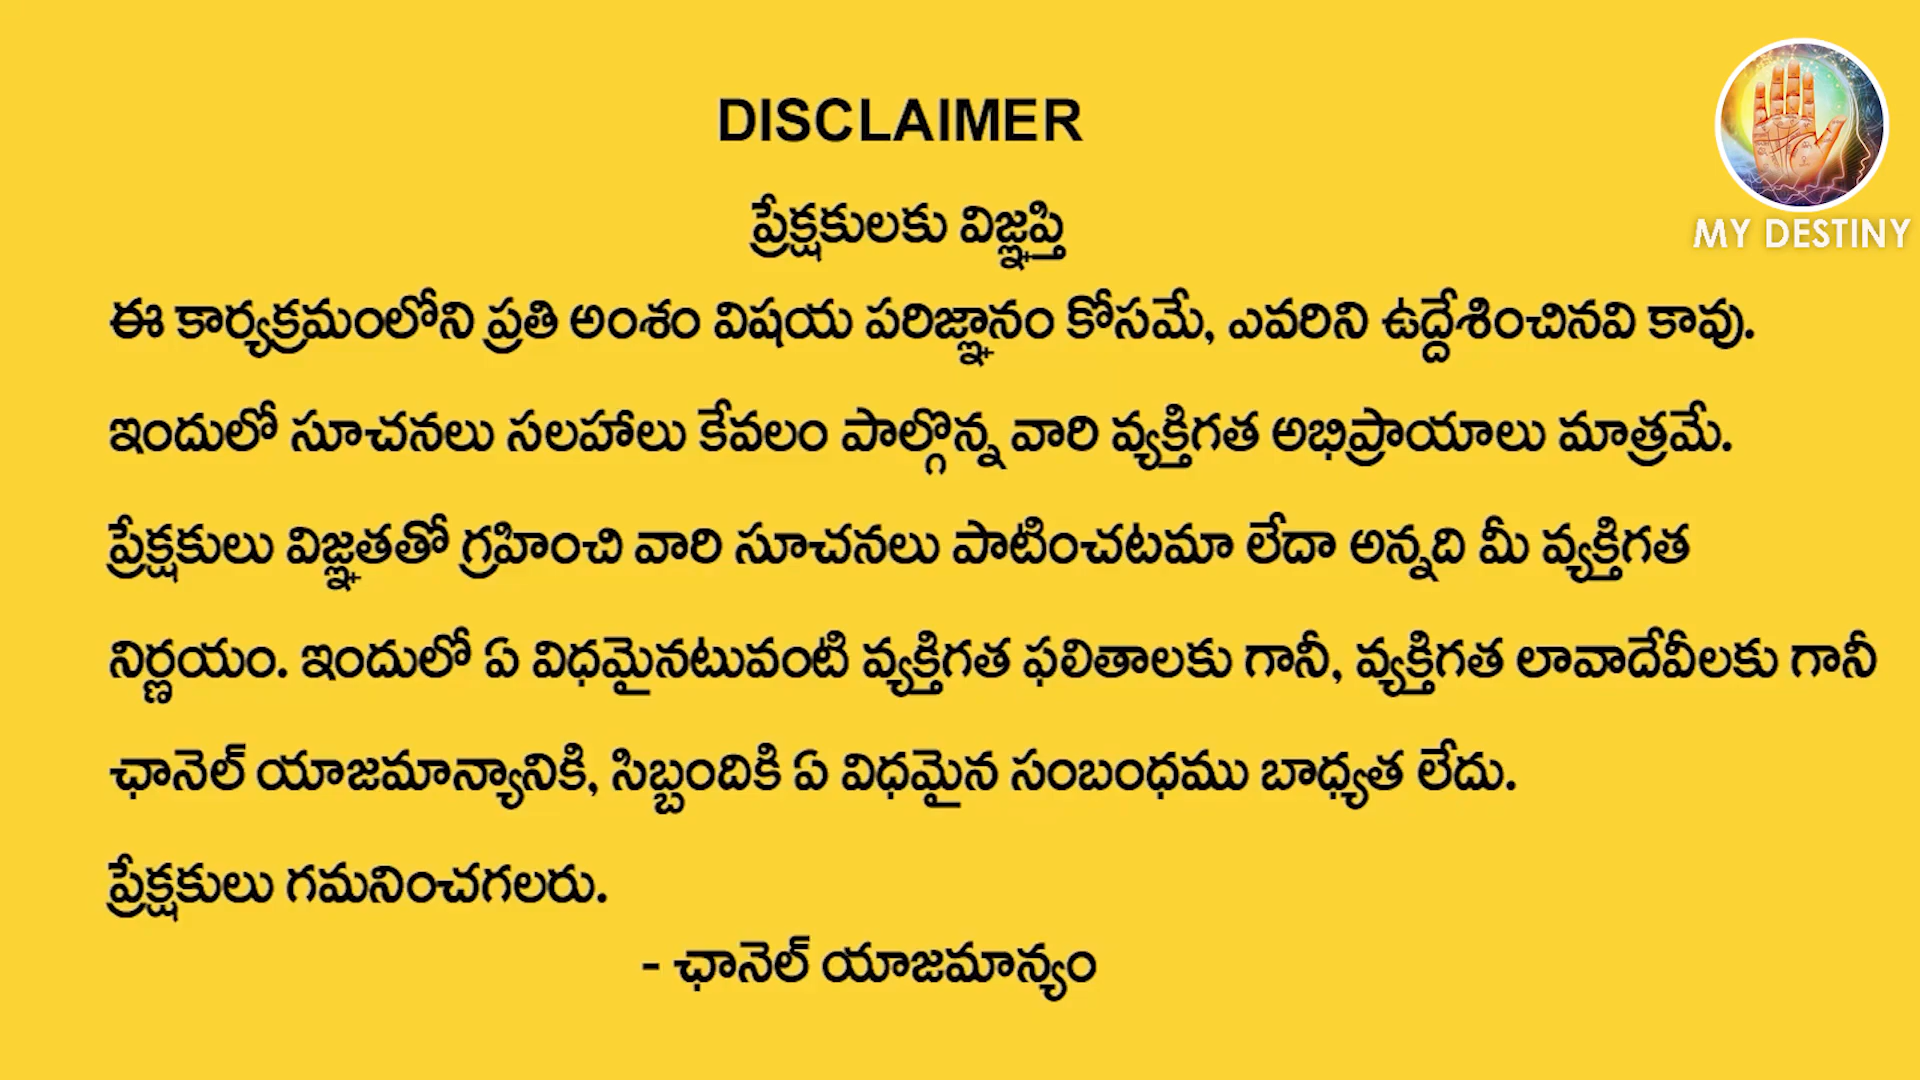 DISCLAIMER
MY DESTINY
ప్రేక్షకులకు విజ్ఞప్తి
ఈ కార్యక్రమంలోని ప్రతి అంశం విషయ పరిజ్ఞానం కోసమే, ఎవరిని ఉద్దేశించినవి కావు.
ఇందులో సూచనలు సలహాలు కేవలం పాల్గొన్న వారి వ్యక్తిగత అభిప్రాయాలు మాత్రమే.
ప్రేక్షకులు విజ్ఞతతో గ్రహించి వారి సూచనలు పాటించటమా లేదా అన్నది మీ వ్యక్తిగత
నిర్ణయం. ఇందులో ఏ విధమైనటువంటి వ్యక్తిగత ఫలితాలకు గానీ, వ్యక్తిగత లావాదేవీలకు గానీ
ఛానెల్ యాజమాన్యానికి, సిబ్బందికి ఏ విధమైన సంబంధము బాధ్యత లేదు.
ప్రేక్షకులు గమనించగలరు.
- ఛానెల్ యాజమాన్యం